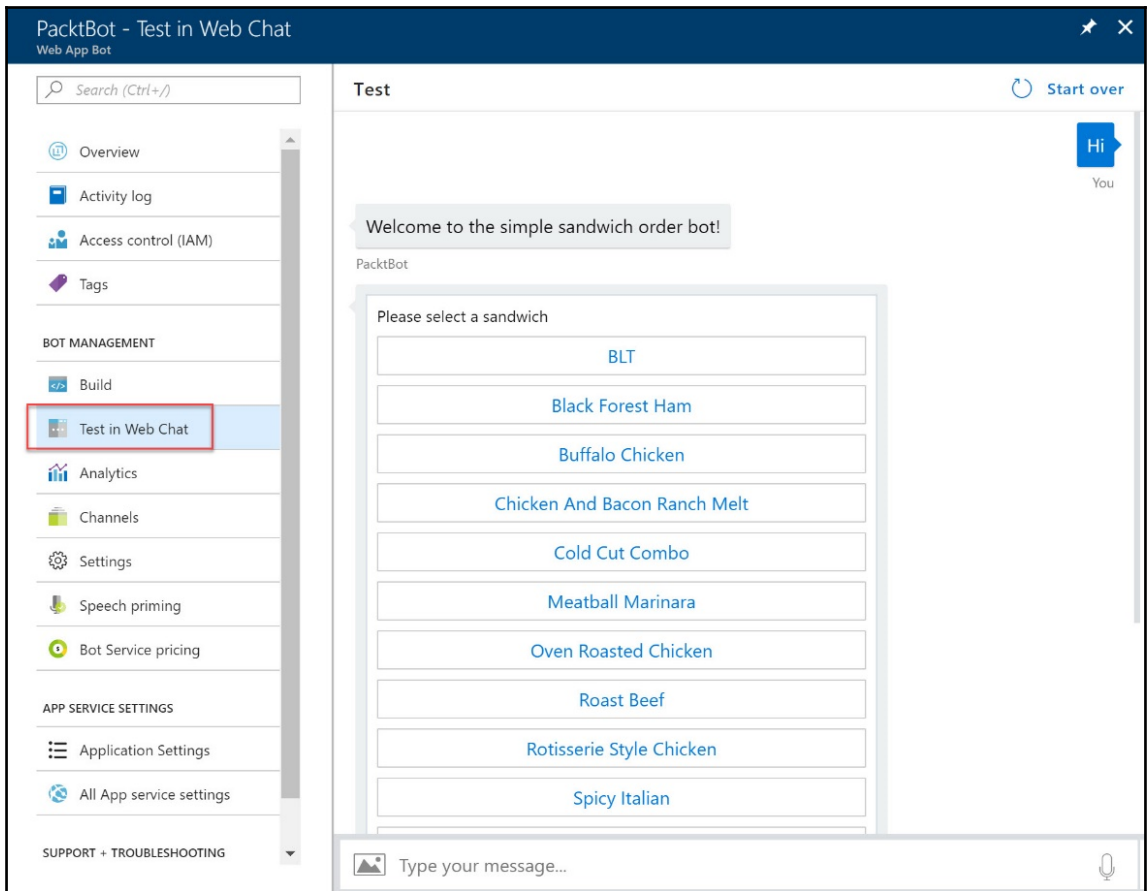 PacktBot - Test in Web Chat
Web App Bot
Search (Ctrl+/)
Overview
Activity log
Access control (IAM)
Tags
BOT MANAGEMENT
Build
Test in Web Chat
Analytics
Channels
Settings
Speech priming
Bot Service pricing
APP SERVICE SETTINGS
Application Settings
All App service settings
SUPPORT + TROUBLESHOOTING
Test
Start over
Hi
You
Welcome to the simple sandwich order bot!
PacktBot
Please select a sandwich
BLT
Black Forest Ham
Buffalo Chicken
Chicken And Bacon Ranch Melt
Cold Cut Combo
Meatball Marinara
Oven Roasted Chicken
Roast Beef
Rotisserie Style Chicken
Spicy Italian
Type your message...